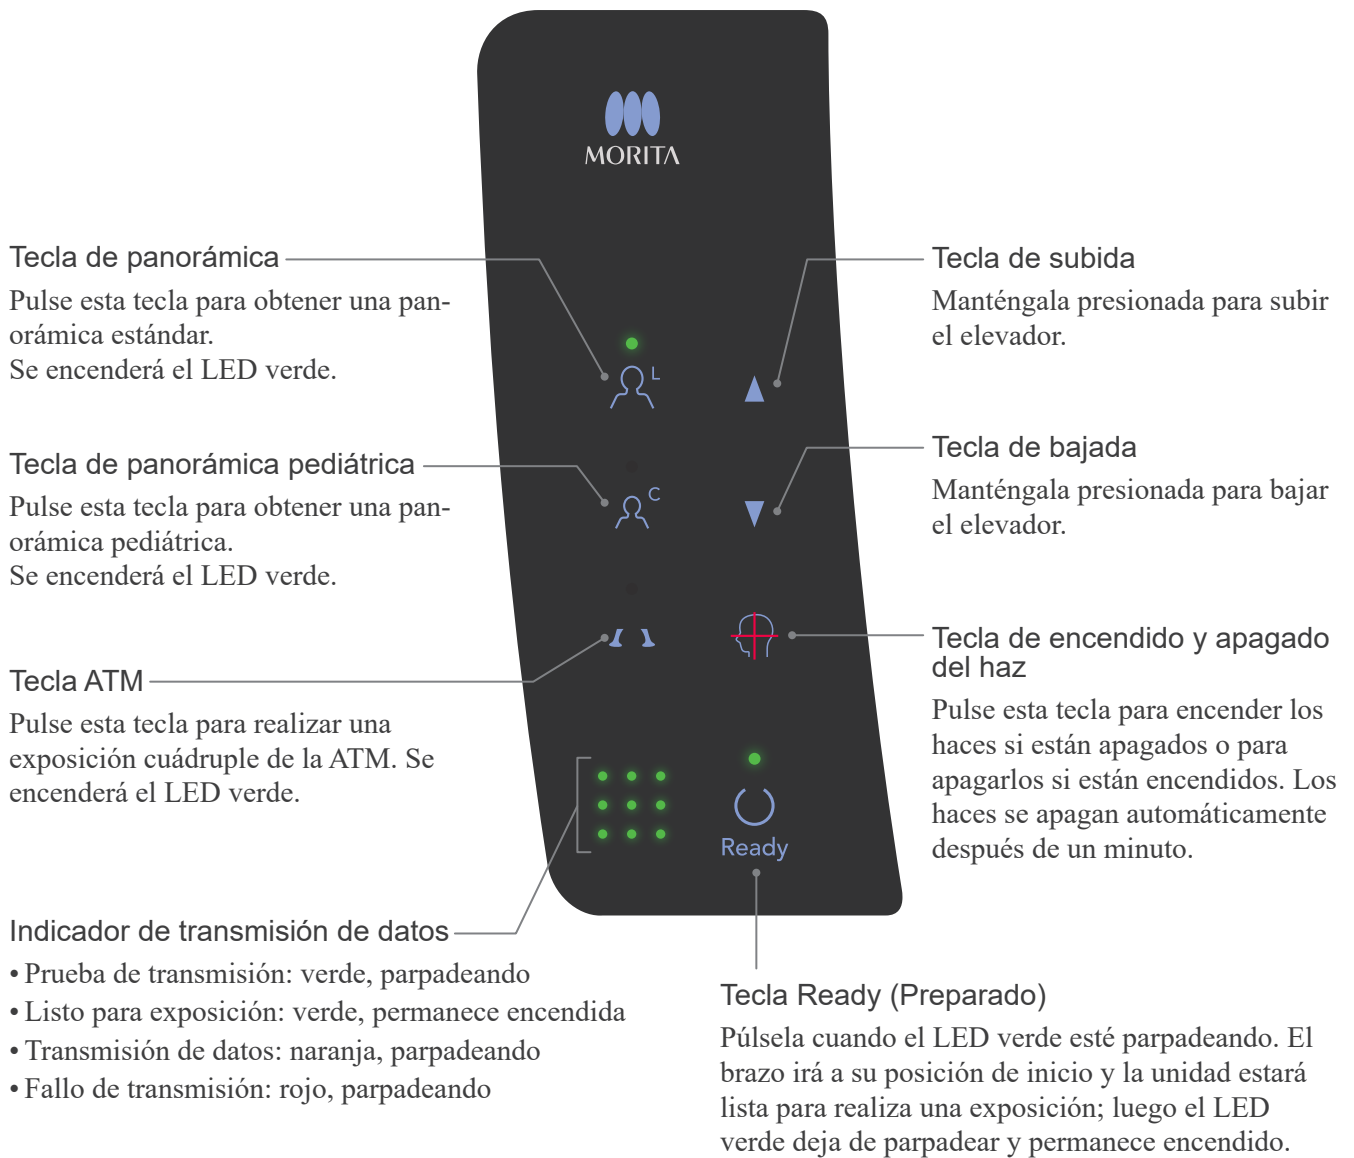 MORITA
Tecla de panorámica
Pulse esta tecla para obtener una pan-
orámica estándar.
Se encenderá el LED verde.
Tecla de panorámica pediátrica
Pulse esta tecla para obtener una pan-
orámica pediátrica.
Se encenderá el LED verde.
Tecla ATM
Pulse esta tecla para realizar una
exposición cuádruple de la ATM. Se
encenderá el LED verde.
Indicador de transmisión de datos
• Prueba de transmisión: verde, parpadeando
• Listo para exposición: verde, permanece encendida
• Transmisión de datos: naranja, parpadeando
• Fallo de transmisión: rojo, parpadeando
L
C
Ready
Tecla de subida
Manténgala presionada para subir
el elevador.
Tecla de bajada
Manténgala presionada para bajar
el elevador.
Tecla de encendido y apagado
del haz
Pulse esta tecla para encender los
haces si están apagados o para
apagarlos si están encendidos. Los
haces se apagan automáticamente
después de un minuto.
Tecla Ready (Preparado)
Púlsela cuando el LED verde esté parpadeando. El
brazo irá a su posición de inicio y la unidad estará
lista para realiza una exposición; luego el LED
verde deja de parpadear y permanece encendido.